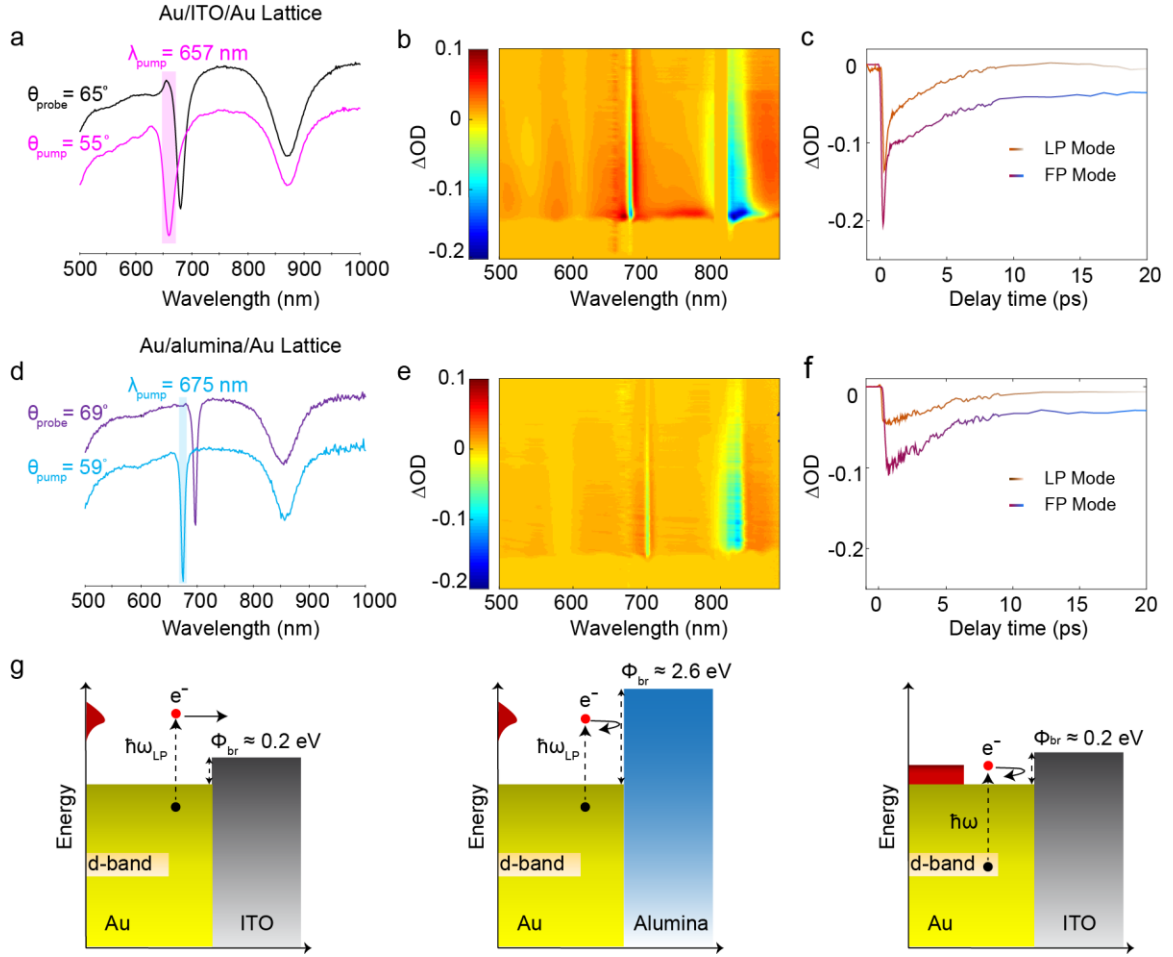 Au/ITO/Au Lattice
a
λpump = 657 nm
θprobe = 65°
θpump = 55°
500 600 700 800 900 1000
Wavelength (nm)
b
ΔOD
0.1
0
-0.1
-0.2
500 600 700 800
Wavelength (nm)
c
ΔOD
0
-0.1
-0.2
LP Mode
FP Mode
0 5 10 15 20
Delay time (ps)
Au/alumina/Au Lattice
d
λpump = 675 nm
θprobe = 69°
θpump = 59°
500 600 700 800 900 1000
Wavelength (nm)
e
ΔOD
0.1
0
-0.1
-0.2
500 600 700 800
Wavelength (nm)
f
ΔOD
0
-0.1
-0.2
LP Mode
FP Mode
0 5 10 15 20
Delay time (ps)
g
Energy
e-
ħωLP
Φbr ≈ 0.2 eV
d-band
Au
ITO
Energy
e-
ħωLP
Φbr ≈ 2.6 eV
d-band
Au
Alumina
Energy
e-
ħω
Φbr ≈ 0.2 eV
d-band
Au
ITO